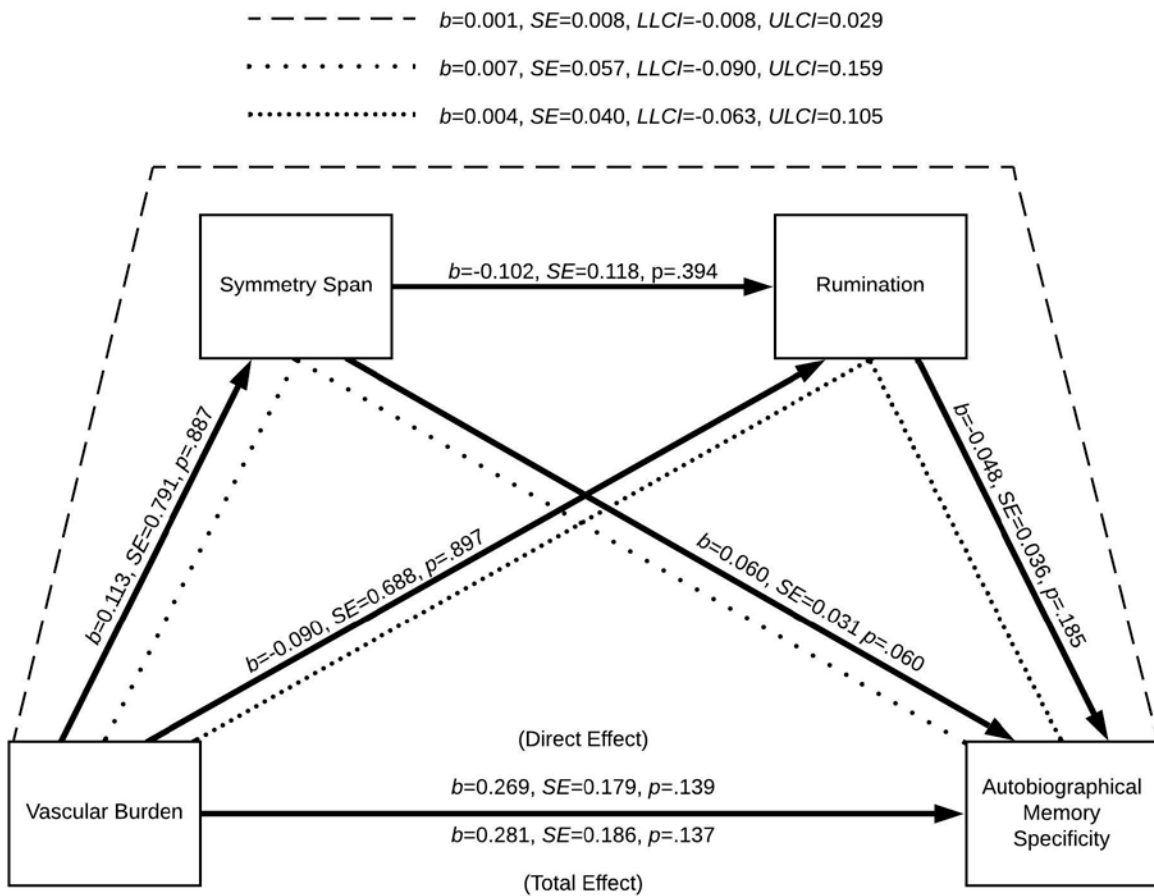 b=0.001, SE=0.008, LLCI=-0.008, ULCI=0.029
b=0.007, SE=0.057, LLCI=-0.090, ULCI=0.159
b=0.004, SE=0.040, LLCI=-0.063, ULCI=0.105
Symmetry Span
b=-0.102, SE=0.118, p=.394
Rumination
b=0.113, SE=0.791, p=.887
b=-0.090, SE=0.688, p=.897
b=0.060, SE=0.031 p=.060
b=-0.048, SE=0.036, p=.185
(Direct Effect)
Vascular Burden
b=0.269, SE=0.179, p=.139
b=0.281, SE=0.186, p=.137
(Total Effect)
Autobiographical
Memory
Specificity